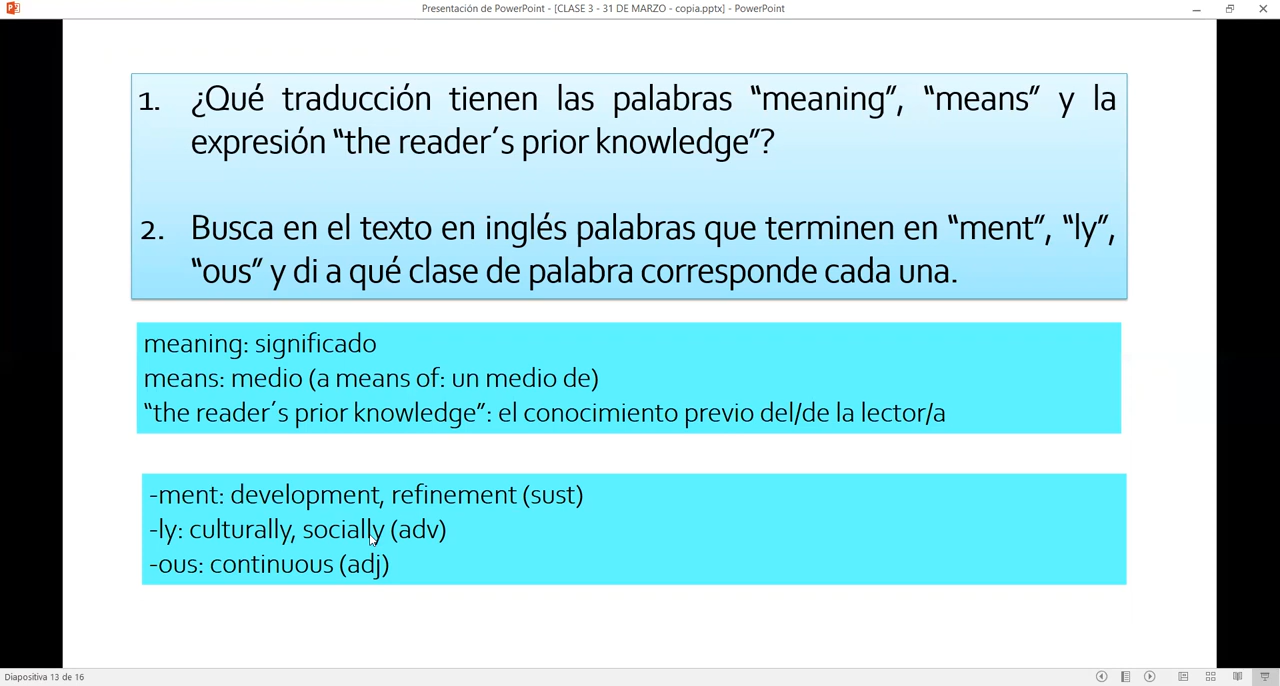 Presentación de PowerPoint - [CLASE 3 - 31 DE MARZO - copia.pptx] - PowerPoint
1. ¿Qué traducción tienen las palabras “meaning”, “means” y la
expresión “the reader´s prior knowledge”?
2. Busca en el texto en inglés palabras que terminen en “ment”, “ly”,
“ous” y di a qué clase de palabra corresponde cada una.
meaning: significado
means: medio (a means of: un medio de)
“the reader´s prior knowledge”: el conocimiento previo del/de la lector/a
-ment: development, refinement (sust)
-ly: culturally, socially (adv)
-ous: continuous (adj)
Diapositiva 13 de 16